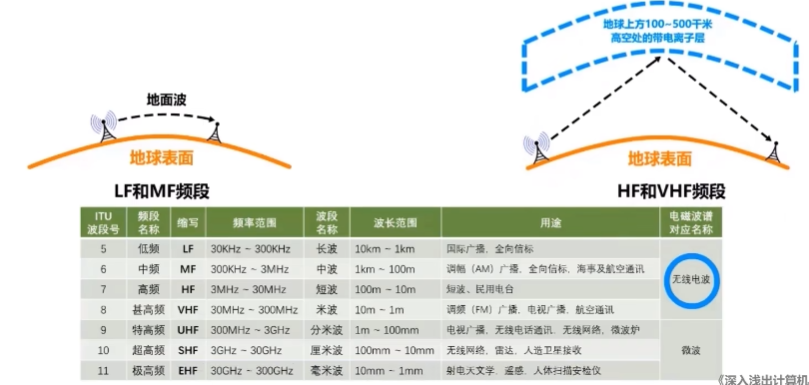 地球上方100~500千米
高空处的带电离子层
地面波
地球表面
地球表面
LF和MF频段
HF和VHF频段
ITU波段号 频段名称 缩写 频率范围 波段名称 波长范围 用途 电磁波谱对应名称
5 低频 LF 30KHz ~ 300KHz 长波 10km ~ 1km 国际广播、全向信标 无线电波
6 中频 MF 300KHz ~ 3MHz 中波 1km ~ 100m 调幅（AM）广播、全向信标、海事及航空通讯
7 高频 HF 3MHz ~ 30MHz 短波 100m ~ 10m 短波、民用电台
8 甚高频 VHF 30MHz ~ 300MHz 米波 10m ~ 1m 调频（FM）广播、电视广播、航空通讯
9 特高频 UHF 300MHz ~ 3GHz 分米波 1m ~ 100mm 电视广播、无线电话通讯、无线网络、微波炉 微波
10 超高频 SHF 3GHz ~ 30GHz 厘米波 100mm ~ 10mm 无线网络、雷达、人造卫星接收
11 极高频 EHF 30GHz ~ 300GHz 毫米波 10mm ~ 1mm 射电天文学、遥感、人体扫描安检仪
《深入浅出计算机